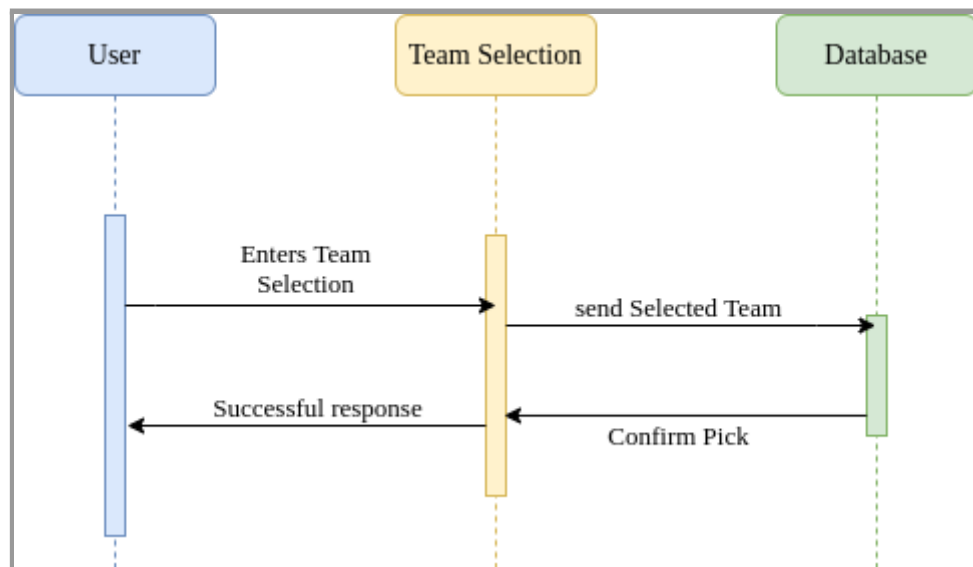 User
Team Selection
Database
Enters Team
Selection
send Selected Team
Successful response
Confirm Pick